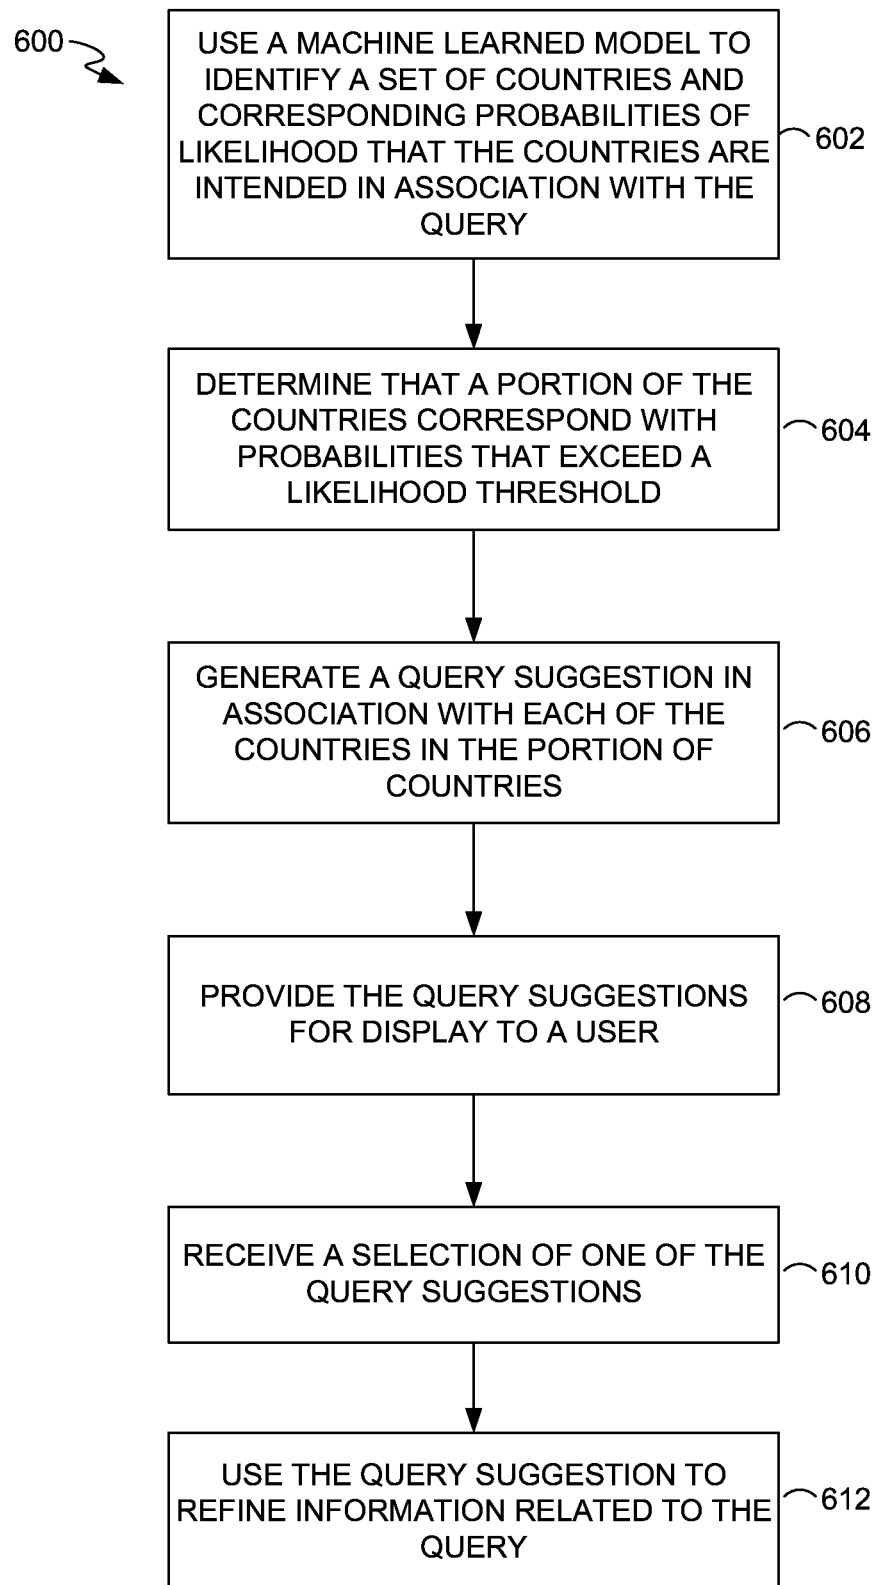 600
USE A MACHINE LEARNED MODEL TO
IDENTIFY A SET OF COUNTRIES AND
CORRESPONDING PROBABILITIES OF
LIKELIHOOD THAT THE COUNTRIES ARE
INTENDED IN ASSOCIATION WITH THE
QUERY
602
DETERMINE THAT A PORTION OF THE
COUNTRIES CORRESPOND WITH
PROBABILITIES THAT EXCEED A
LIKELIHOOD THRESHOLD
604
GENERATE A QUERY SUGGESTION IN
ASSOCIATION WITH EACH OF THE
COUNTRIES IN THE PORTION OF
COUNTRIES
606
PROVIDE THE QUERY SUGGESTIONS
FOR DISPLAY TO A USER
608
RECEIVE A SELECTION OF ONE OF THE
QUERY SUGGESTIONS
610
USE THE QUERY SUGGESTION TO
REFINE INFORMATION RELATED TO THE
QUERY
612